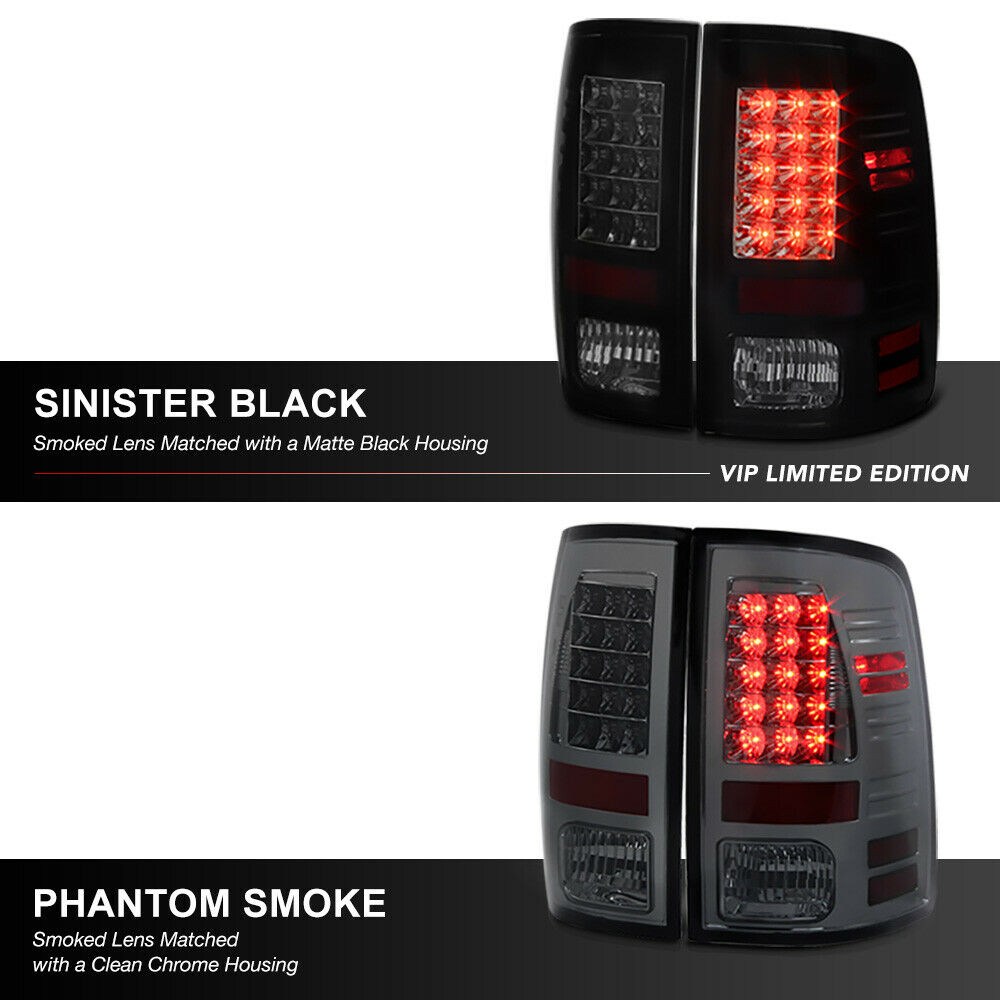 SINISTER BLACK
Smoked Lens Matched with a Matte Black Housing
VIP LIMITED EDITION
PHANTOM SMOKE
Smoked Lens Matched
with a Clean Chrome Housing